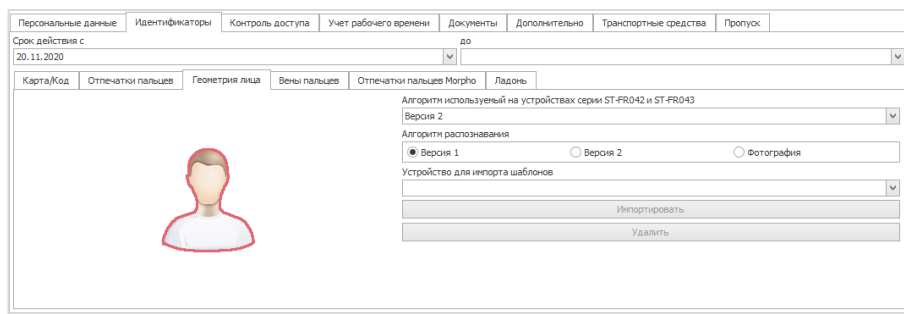 Персональные данные Идентификаторы Контроль доступа Учет рабочего времени Документы Дополнительно Транспортные средства Пропуск
Срок действия с до
20.11.2020
Карта/Код Отпечатки пальцев Геометрия лица Вены пальцев Отпечатки пальцев Morpho Ладонь
Алгоритм используемый на устройствах серии ST-FR042 и ST-FR043
Версия 2
Алгоритм распознавания
Версия 1 Версия 2 Фотография
Устройство для импорта шаблонов
Импортировать
Удалить